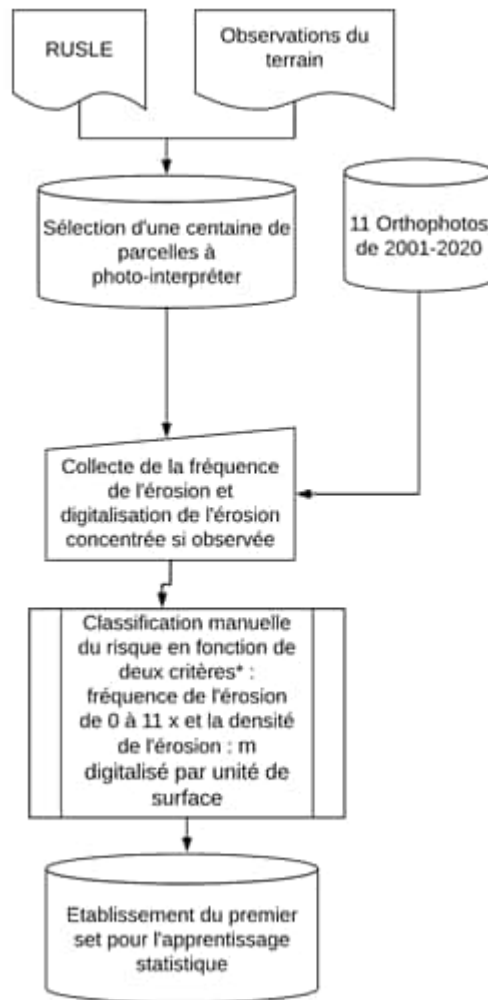 RUSLE
Observations du
terrain
Sélection d'une centaine de
parcelles à
photo-interpréter
11 Orthophotos
de 2001-2020
Collecte de la fréquence
de l'érosion et
digitalisation de l'érosion
concentrée si observée
Classification manuelle
du risque en fonction de
deux critères* :
fréquence de l'érosion
de 0 à 11 x et la densité
de l'érosion : m
digitalisé par unité de
surface
Etablissement du premier
set pour l'apprentissage
statistique